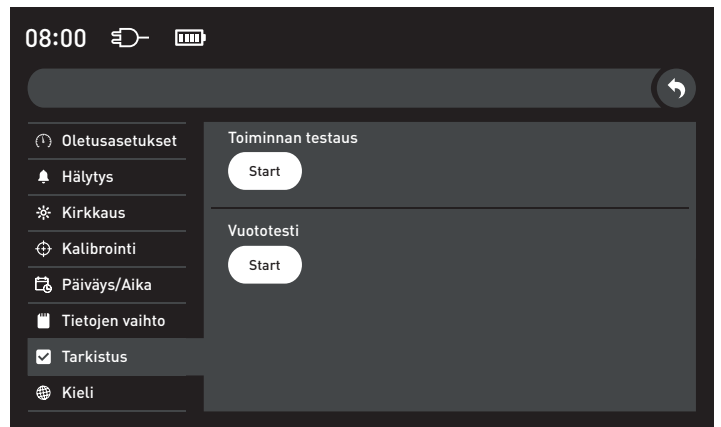 08:00
Oletusasetukset
Hälytys
Kirkkaus
Kalibrointi
Päiväys/Aika
Tietojen vaihto
Tarkistus
Kieli
Toiminnan testaus
Start
Vuototesti
Start